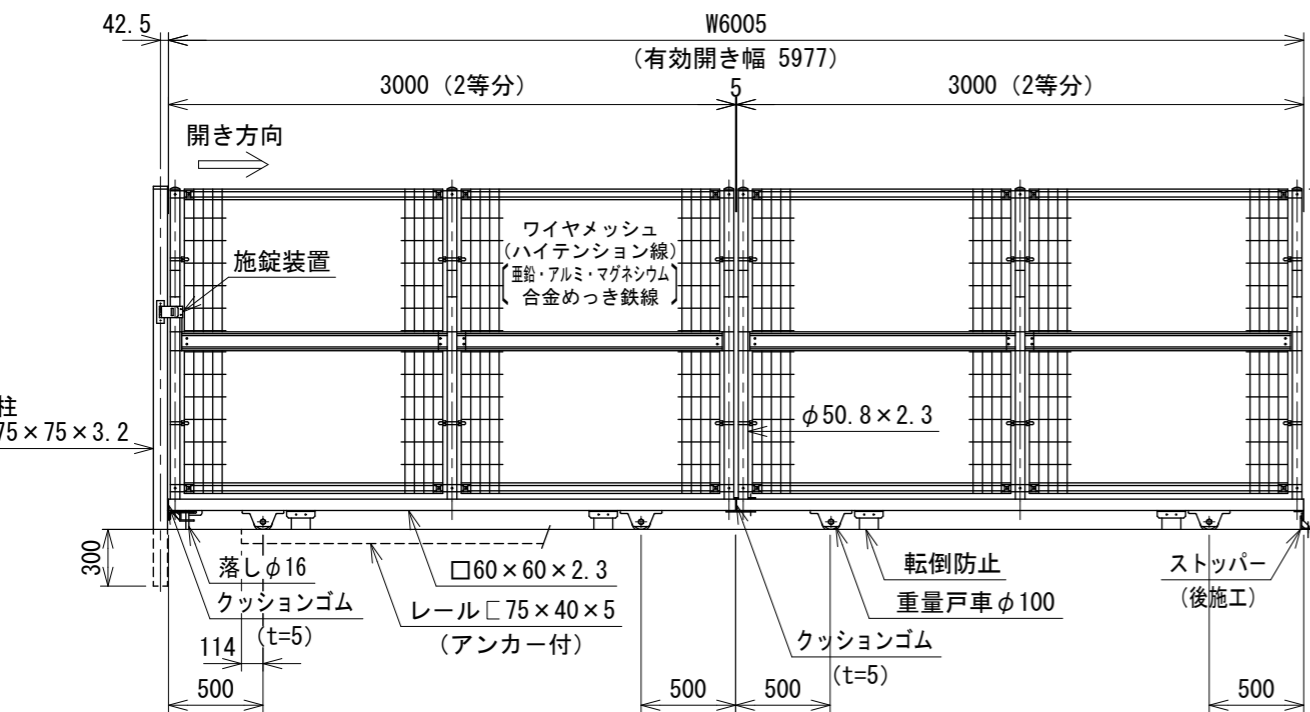 42.5
W6005
(有効開き幅 5977)
3000 (2等分)
5
3000 (2等分)
開き方向
ワイヤメッシュ
(ハイテンション線)
亜鉛・アルミ・マグネシウム
合金めっき鉄線
施錠装置
柱
75×75×3.2
φ50.8×2.3
300
落しφ16
□60×60×2.3
転倒防止
ストッパー
(後施工)
クッションゴム
(t=5)
レール⊏75×40×5
(アンカー付)
重量戸車φ100
クッションゴム
(t=5)
114
500
500
500
500